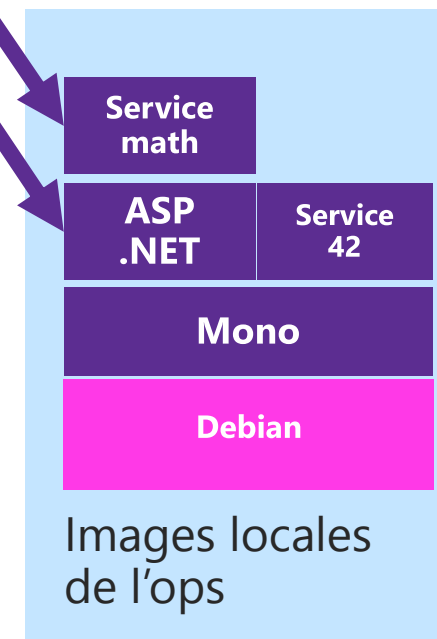 Service
math
ASP
.NET
Service
42
Mono
Debian
Images locales
de l’ops